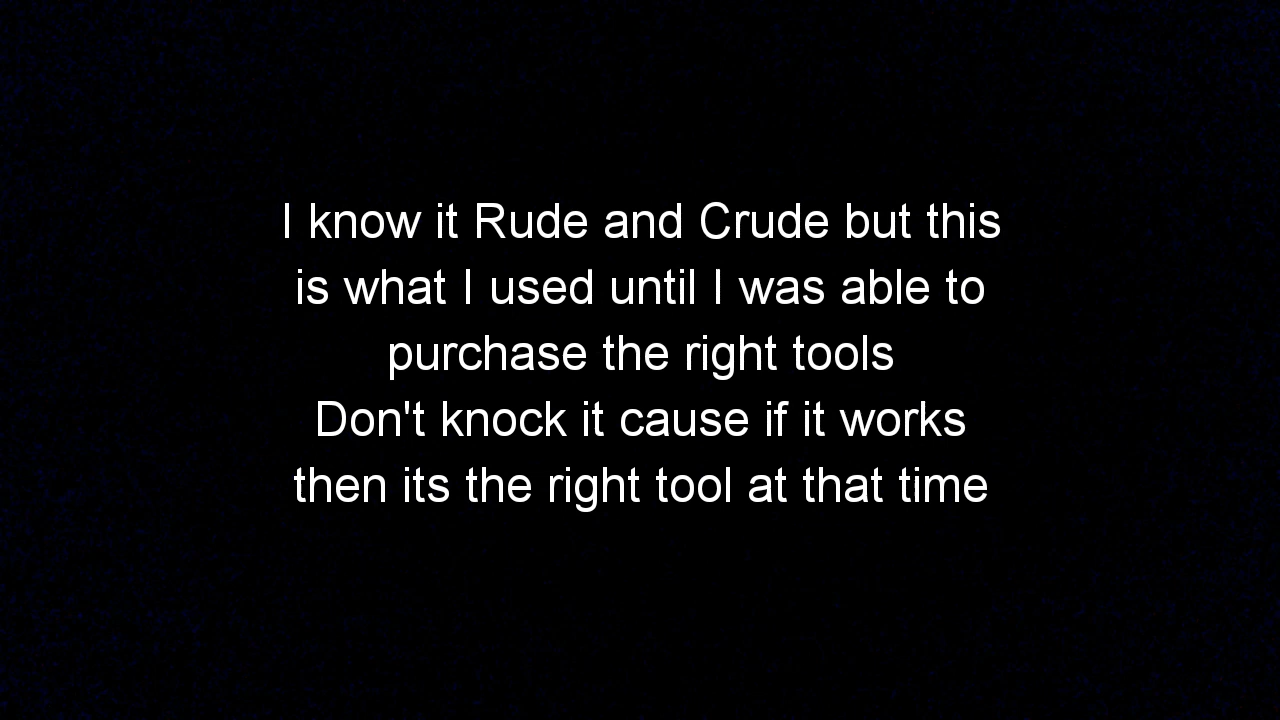 I know it Rude and Crude but this
is what I used until I was able to
purchase the right tools
Don't knock it cause if it works
then its the right tool at that time